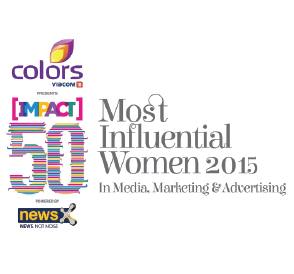 colors
VIACOM 18
PRESENTS
[IMPACT]
50
POWERED BY
newsX
NEWS. NOT NOISE
Most
Influential
Women 2015
In Media, Marketing & Advertising